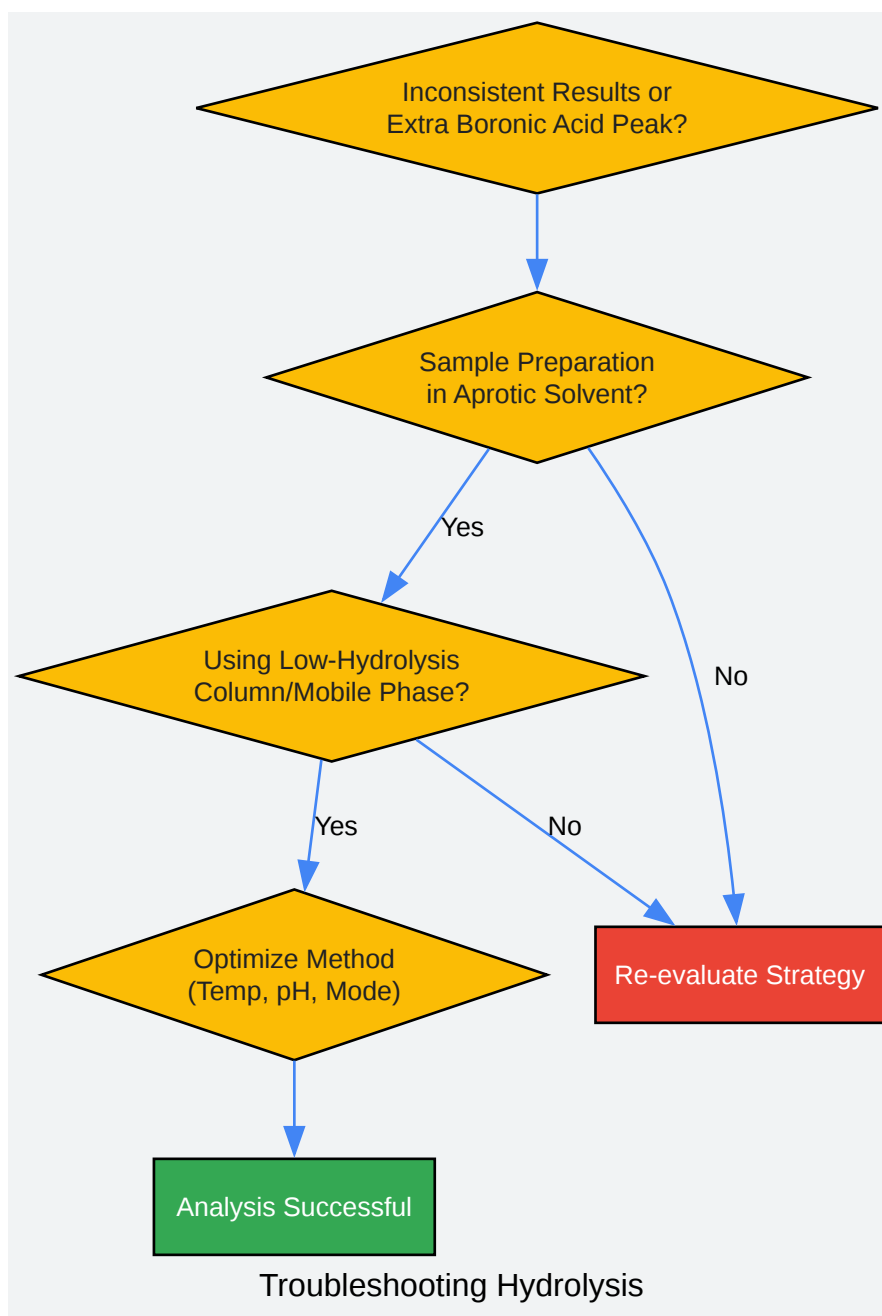 Inconsistent Results or
Extra Boronic Acid Peak?
Sample Preparation
in Aprotic Solvent?
Yes
Using Low-Hydrolysis
Column/Mobile Phase?
No
Yes
No
Optimize Method
(Temp, pH, Mode)
Re-evaluate Strategy
Analysis Successful
Troubleshooting Hydrolysis